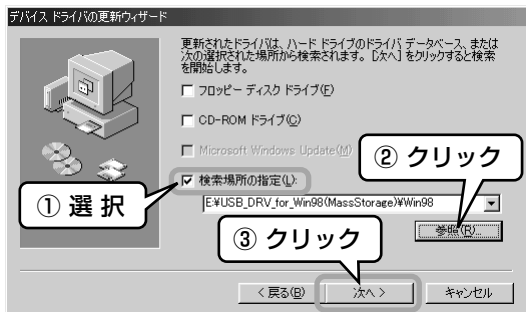 デバイス ドライバの更新ウィザード
更新されたドライバは、ハード ドライブのドライバ データベース、または
次の選択された場所から検索されます。［次へ］をクリックすると検索
を開始します。
フロッピー ディスク ドライブ(F)
CD-ROM ドライブ(C)
Microsoft Windows Update(M)
② クリック
検索場所の指定(L):
① 選 択
E:¥USB_DRV_for_Win98(MassStorage)¥Win98
参照(R)...
③ クリック
< 戻る(B)
次へ >
キャンセル